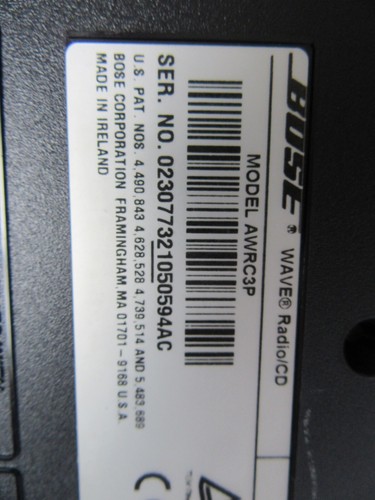 BOSE® WAVE® Radio/CD
MODEL AWRC3P
SER. NO. 023077321050594AC
U.S. PAT. NOS. 4,490,843 4,628,528 4,739,514 AND 5,483,689
BOSE CORPORATION FRAMINGHAM, MA 01701-9168 U.S.A.
MADE IN IRELAND
CE